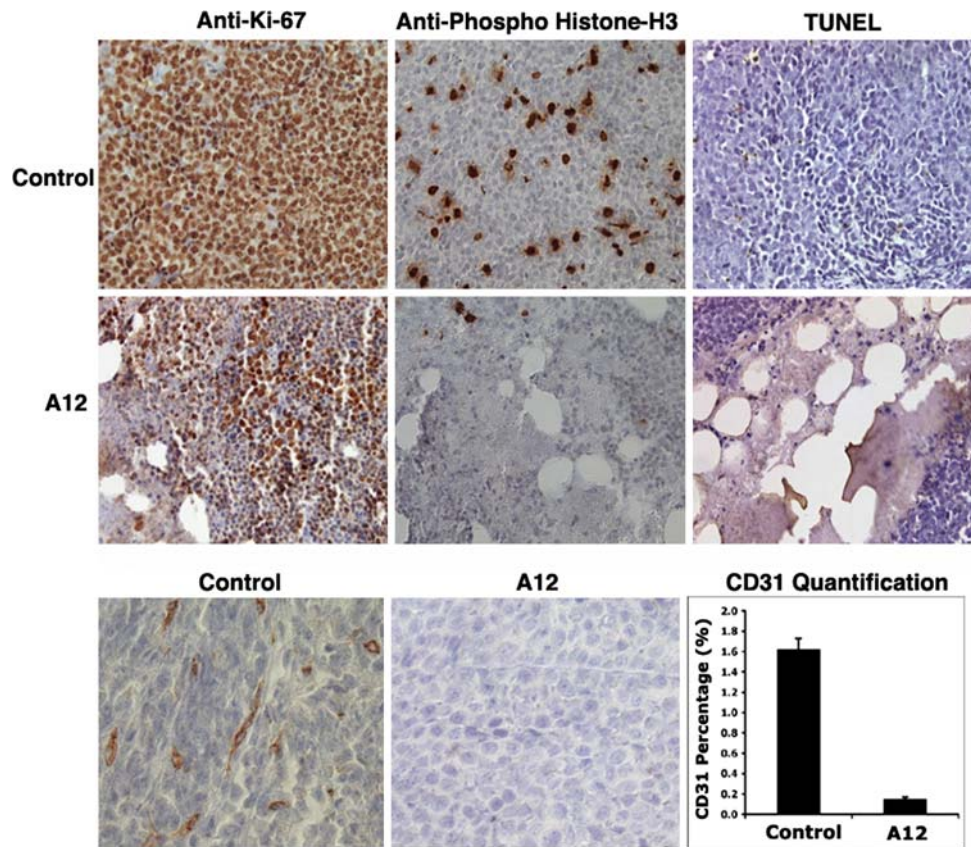 Anti-Ki-67 Anti-Phospho Histone-H3 TUNEL
Control
A12
Control A12 CD31 Quantification
CD31 Percentage (%)
2.0
1.8
1.6
1.4
1.2
1.0
0.8
0.6
0.4
0.2
0.0
Control A12